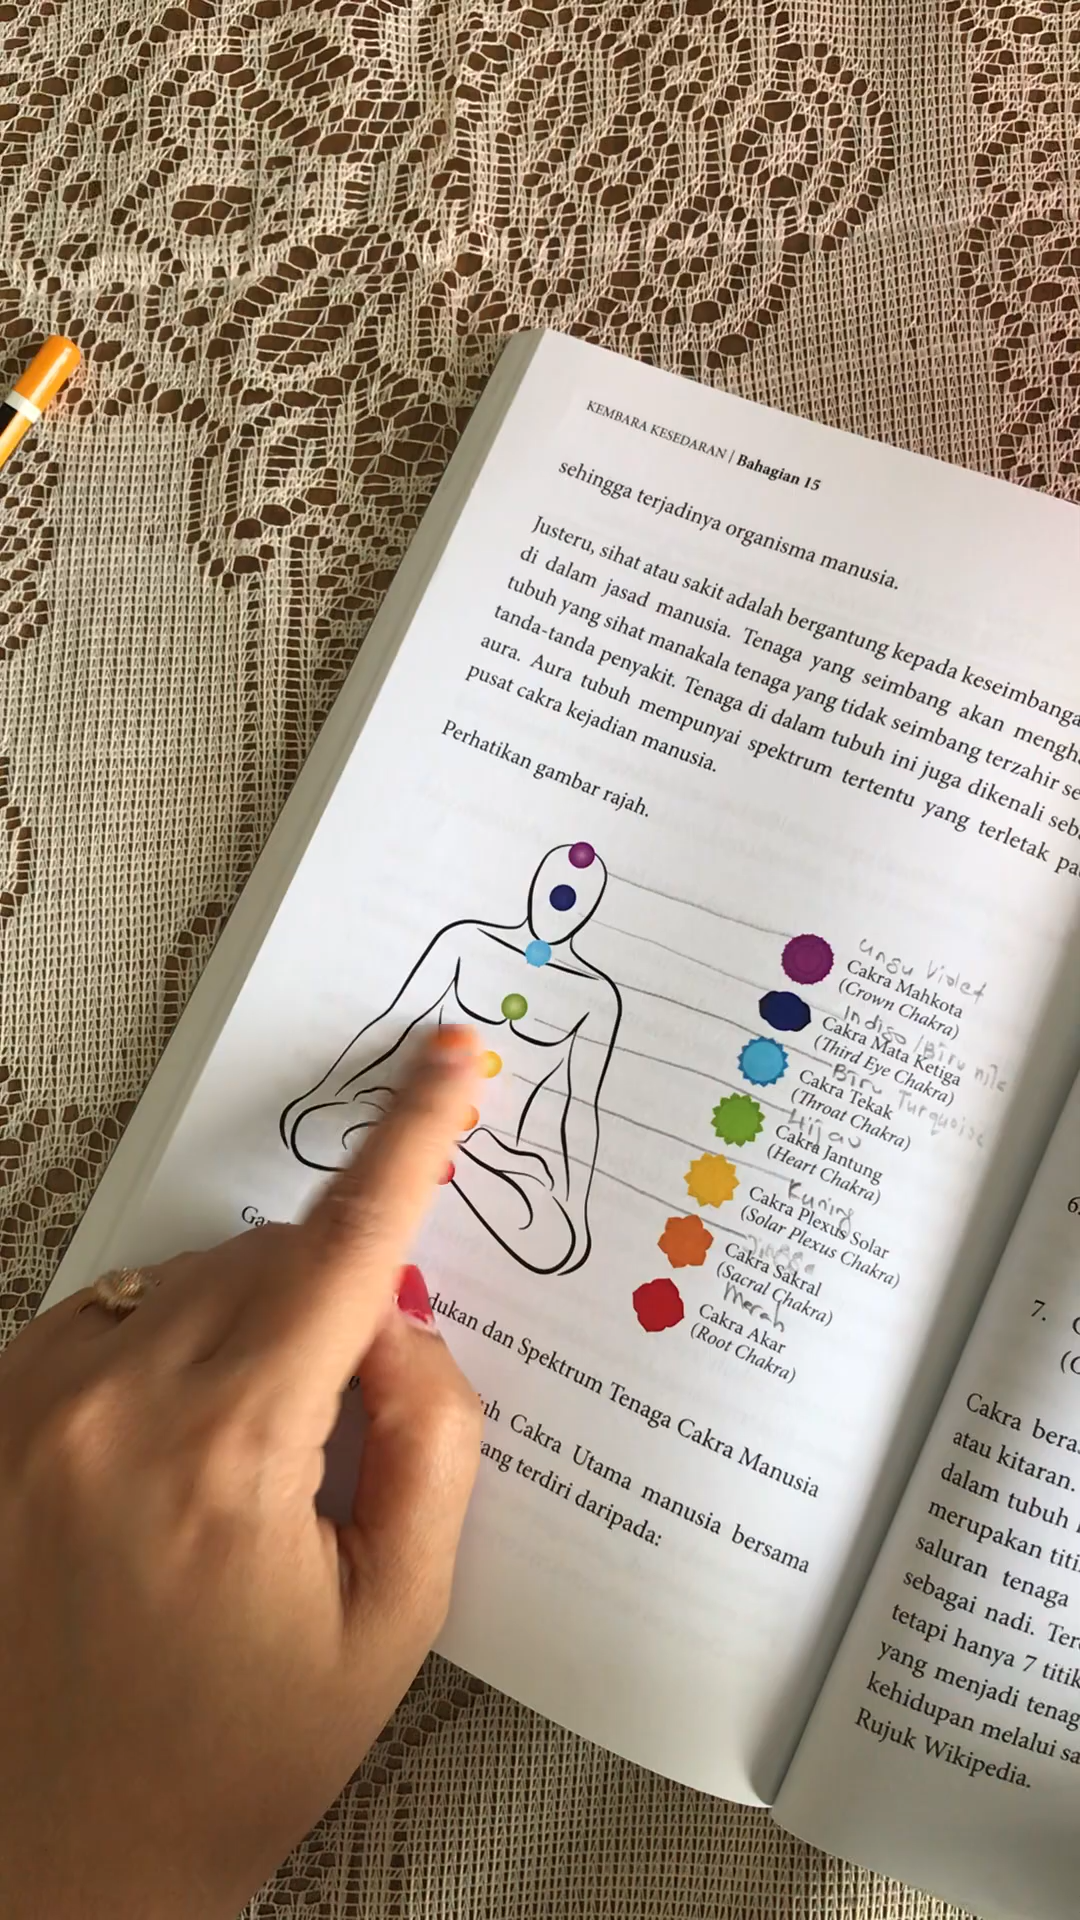 KEMBARA KESEDARAN | Bahagian 15
sehingga terjadinya organisma manusia.
Justeru, sihat atau sakit adalah bergantung kepada keseimbanga
di dalam jasad manusia. Tenaga yang seimbang akan mengh
tubuh yang sihat manakala tenaga yang tidak seimbang terzahir se
tanda-tanda penyakit. Tenaga di dalam tubuh ini juga dikenali seb
aura. Aura tubuh mempunyai spektrum tertentu yang terletak pa
pusat cakra kejadian manusia.
Perhatikan gambar rajah.
ungu Violet
Cakra Mahkota
(Crown Chakra)
Indigo / Biru nila
Cakra Mata Ketiga
(Third Eye Chakra)
Biru Turquoise
Cakra Tekak
(Throat Chakra)
Hijau
Cakra Jantung
(Heart Chakra)
Kuning
Cakra Plexus Solar
(Solar Plexus Chakra)
Jingga
Cakra Sakral
(Sacral Chakra)
Merah
Cakra Akar
(Root Chakra)
Ga
dukan dan Spektrum Tenaga Cakra Manusia
uh Cakra Utama manusia bersama
yang terdiri daripada:
6.
7.
Cakra bera
atau kitaran.
dalam tubuh
merupakan titi
saluran tenaga
sebagai nadi. Ter
tetapi hanya 7 titik
yang menjadi tenag
kehidupan melalui sa
Rujuk Wikipedia.